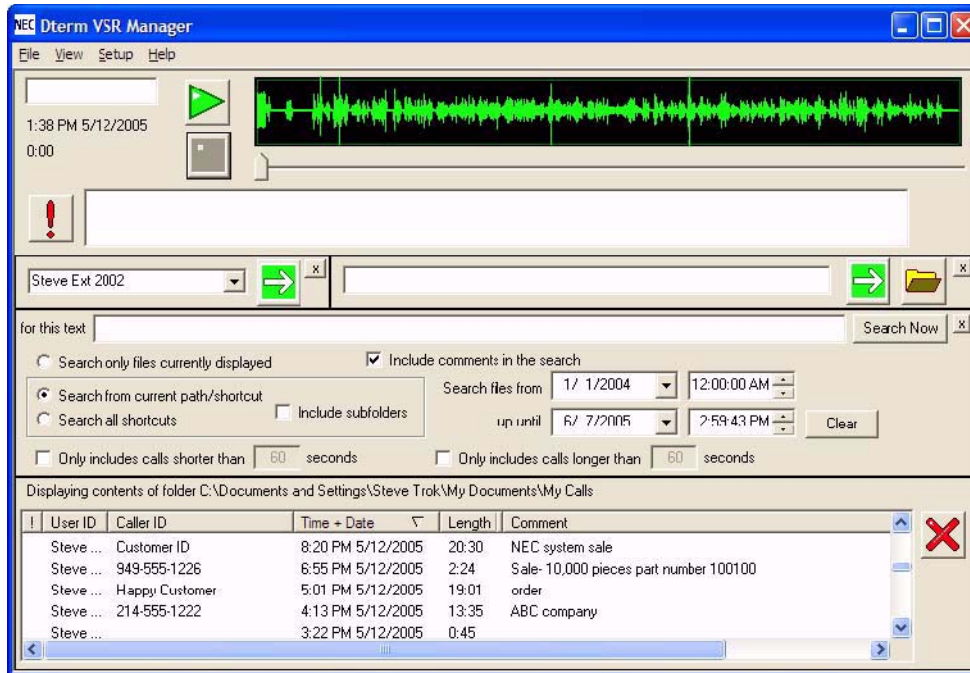 NEC Dterm VSR Manager
File View Setup Help
1:38 PM 5/12/2005
0:00
Steve Ext 2002
x
x
for this text
Search Now
x
Search only files currently displayed
Include comments in the search
Search from current path/shortcut
Search all shortcuts
Include subfolders
Search files from 1/ 1/2004 12:00:00 AM
up until 6/ 7/2005 2:59:43 PM
Clear
Only includes calls shorter than 60 seconds
Only includes calls longer than 60 seconds
Displaying contents of folder C:\Documents and Settings\Steve Trok\My Documents\My Calls
! User ID Caller ID Time + Date Length Comment
Steve ... Customer ID 8:20 PM 5/12/2005 20:30 NEC system sale
Steve ... 949-555-1226 6:55 PM 5/12/2005 2:24 Sale- 10,000 pieces part number 100100
Steve ... Happy Customer 5:01 PM 5/12/2005 19:01 order
Steve ... 214-555-1222 4:13 PM 5/12/2005 13:35 ABC company
Steve ... 3:22 PM 5/12/2005 0:45